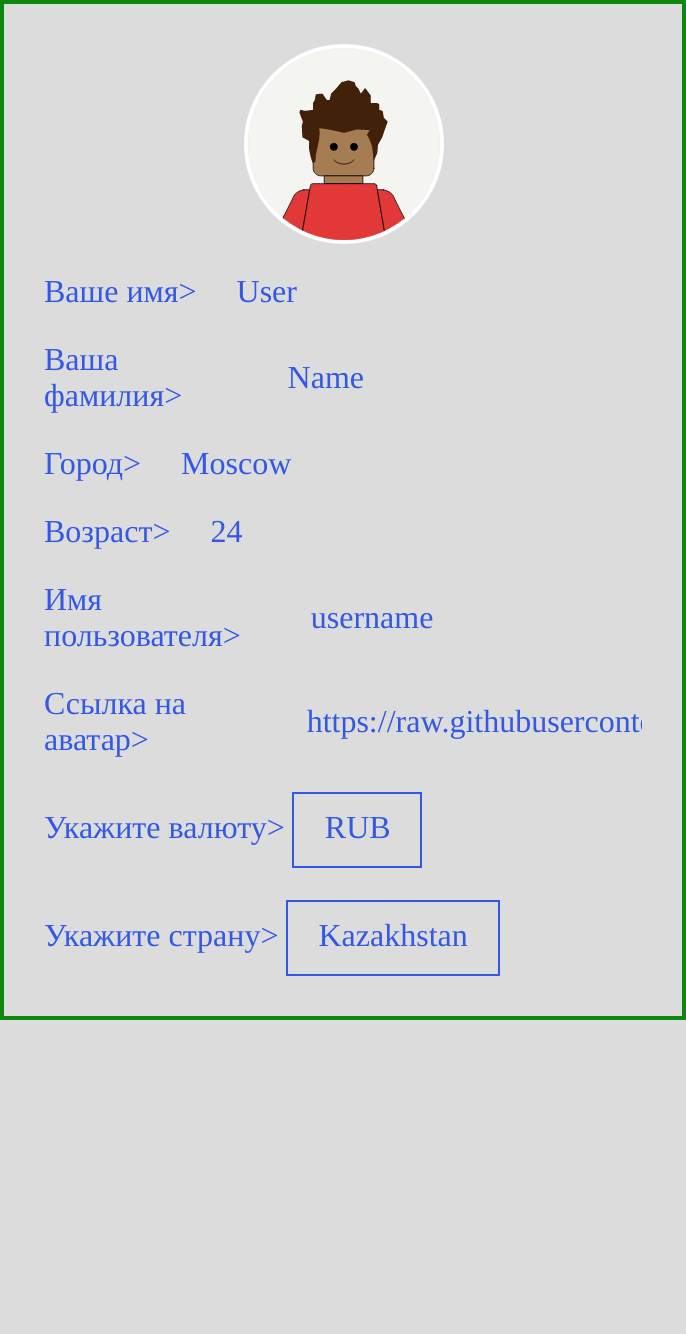 Ваше имя> User
Ваша
фамилия> Name
Город> Moscow
Возраст> 24
Имя
пользователя> username
Ссылка на
аватар> https://raw.githubuserconte
Укажите валюту> RUB
Укажите страну> Kazakhstan